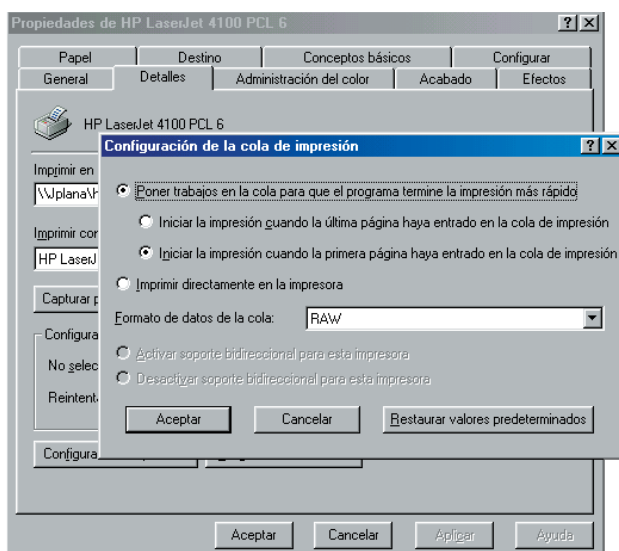 Propiedades de HP LaserJet 4100 PCL 6
Papel Destino Conceptos básicos Configurar
General Detalles Administración del color Acabado Efectos
HP LaserJet 4100 PCL 6
Configuración de la cola de impresión
Imprimir en
\\Jplana\h
Poner trabajos en la cola para que el programa termine la impresión más rápido
Iniciar la impresión cuando la última página haya entrado en la cola de impresión
Imprimir con
Iniciar la impresión cuando la primera página haya entrado en la cola de impresión
HP LaserJ
Imprimir directamente en la impresora
Capturar p
Formato de datos de la cola: RAW
Configura
Activar soporte bidireccional para esta impresora
No selec
Desactivar soporte bidireccional para esta impresora
Reintent
Aceptar Cancelar Restaurar valores predeterminados
Configura
Aceptar Cancelar Aplicar Ayuda